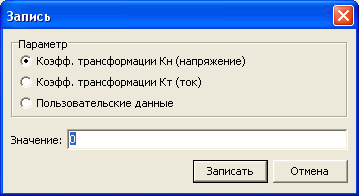 Запись
Параметр
Коэфф. трансформации Кн (напряжение)
Коэфф. трансформации Кт (ток)
Пользовательские данные
Значение: 0
Записать Отмена